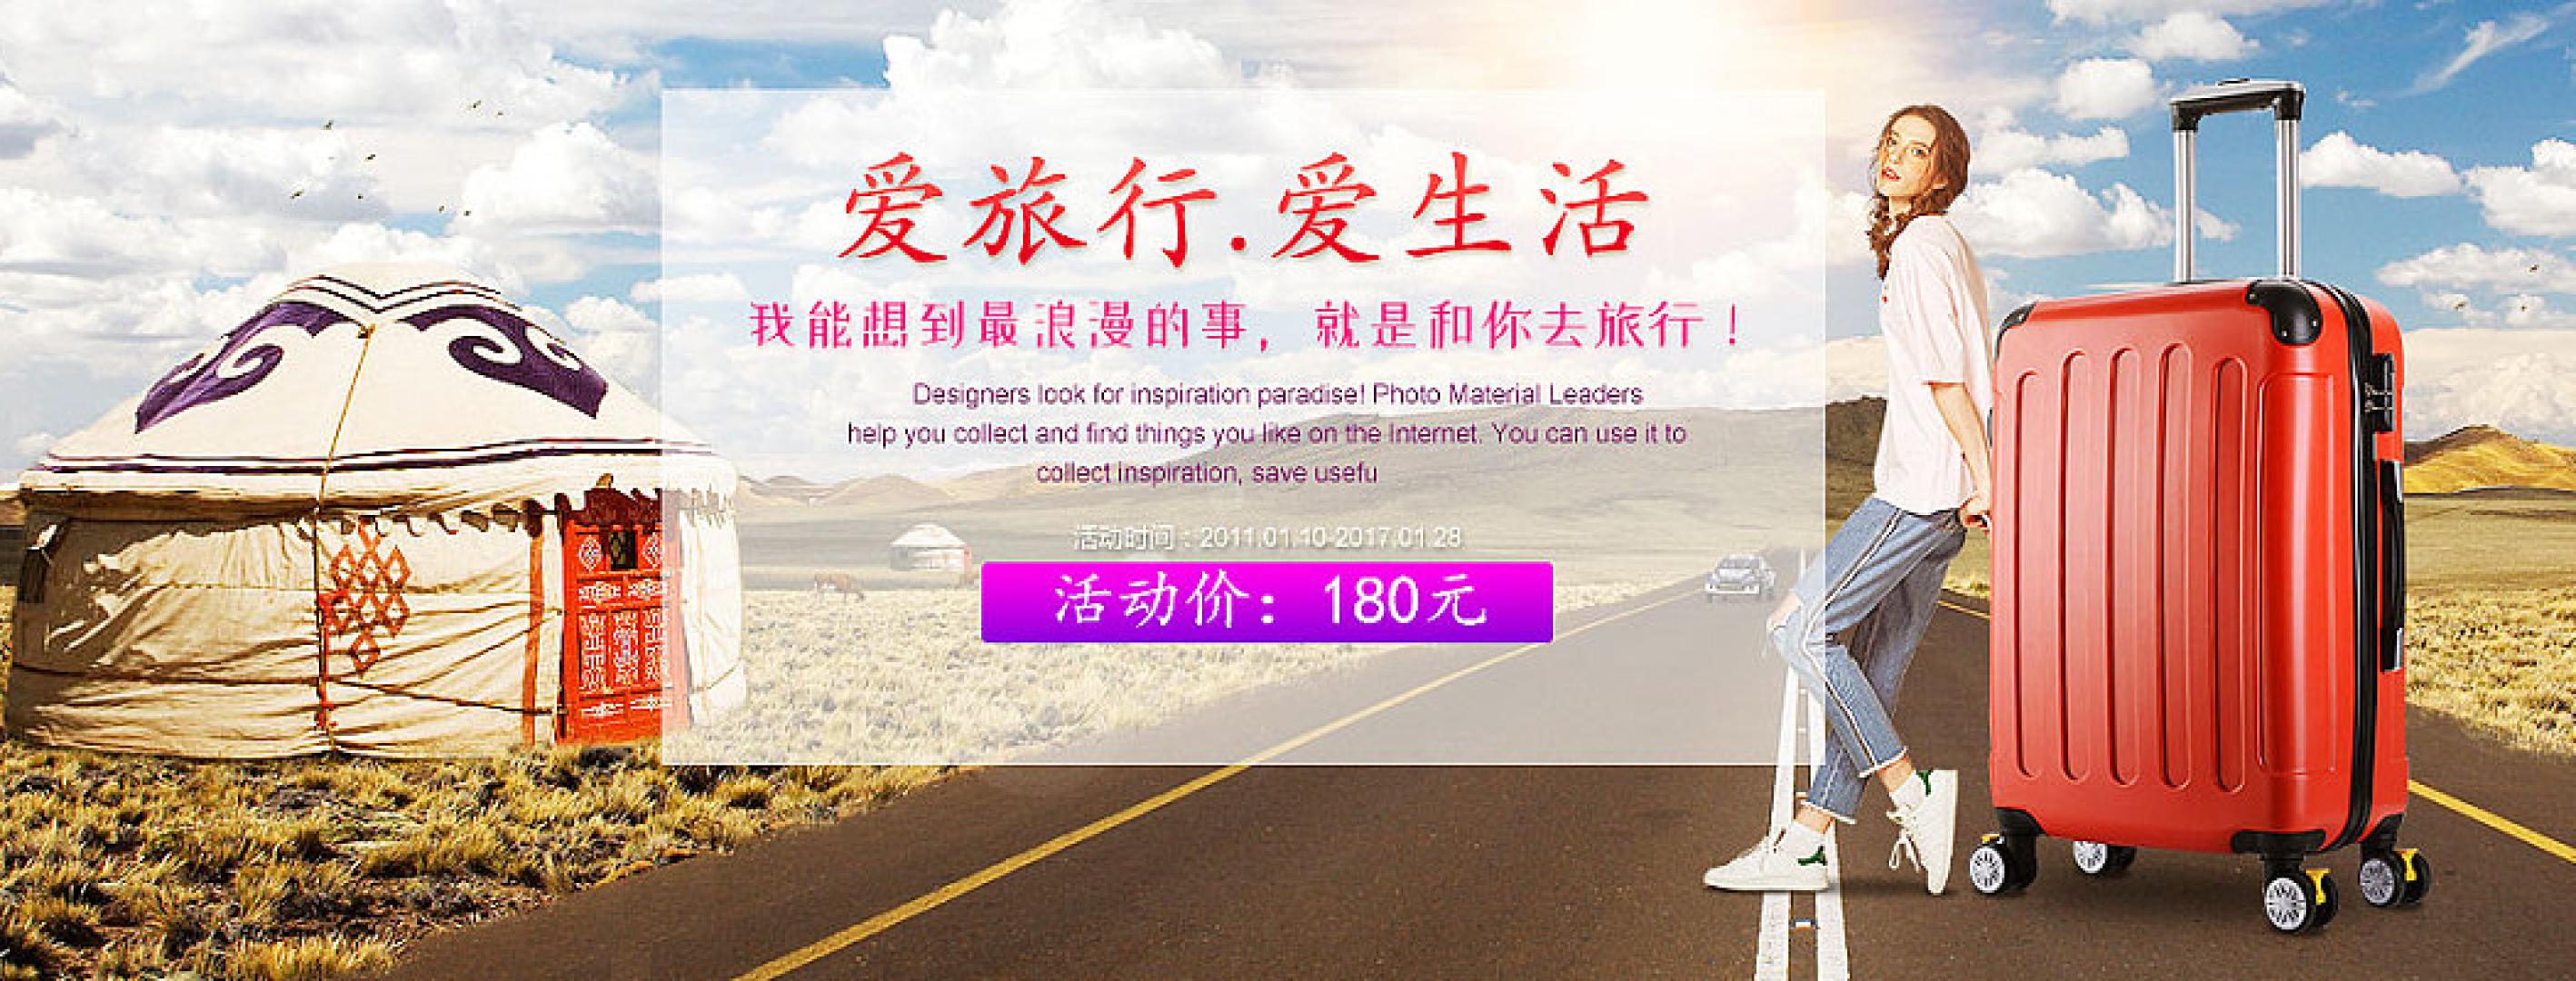 爱旅行.爱生活
我能想到最浪漫的事，就是和你去旅行！
Designers look for inspiration paradise! Photo Material Leaders
help you collect and find things you like on the Internet. You can use it to
collect inspiration, save usefu
活动时间：2011.01.10-2017.01.28
活动价：180元